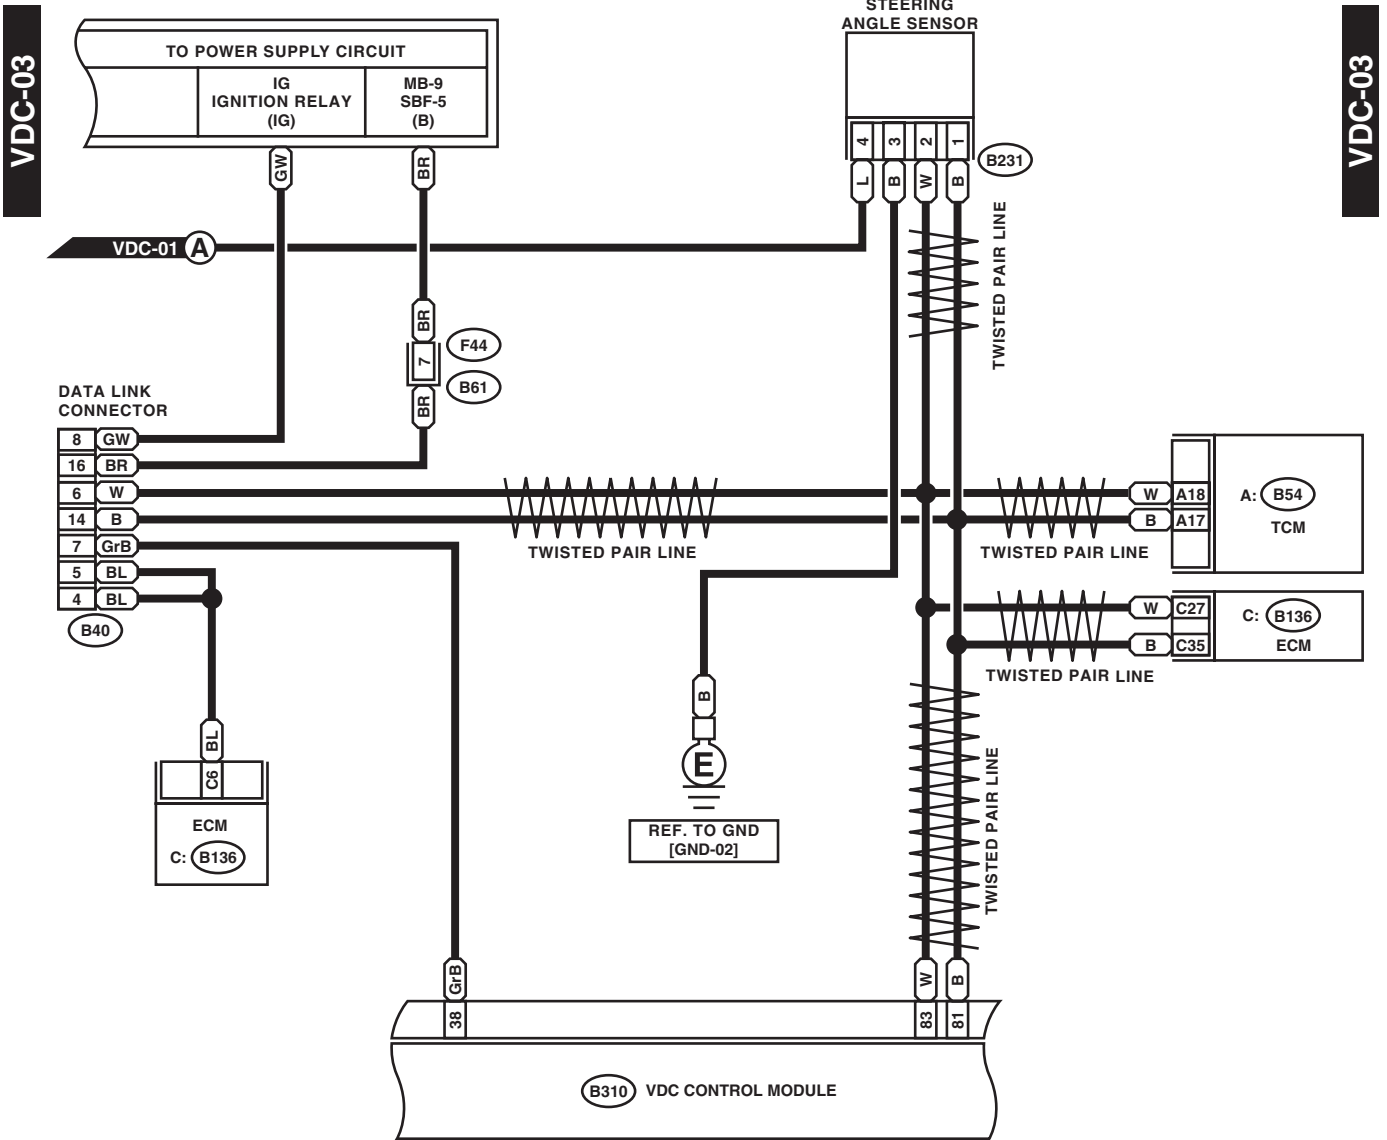 VDC-03
TO POWER SUPPLY CIRCUIT
IG
IGNITION RELAY
(IG)
MB-9
SBF-5
(B)
GW
BR
STEERING
ANGLE SENSOR
4
3
2
1
B231
L
B
W
B
VDC-03
VDC-01
A
TWISTED PAIR LINE
BR
7
BR
F44
B61
DATA LINK
CONNECTOR
8 GW
16 BR
6 W
14 B
7 GrB
5 BL
4 BL
B40
TWISTED PAIR LINE
TWISTED PAIR LINE
W A18
B A17
A: B54
TCM
W C27
B C35
C: B136
ECM
TWISTED PAIR LINE
BL
C6
ECM
C: B136
B
E
REF. TO GND
[GND-02]
TWISTED PAIR LINE
GrB
38
W
83
B
81
B310 VDC CONTROL MODULE